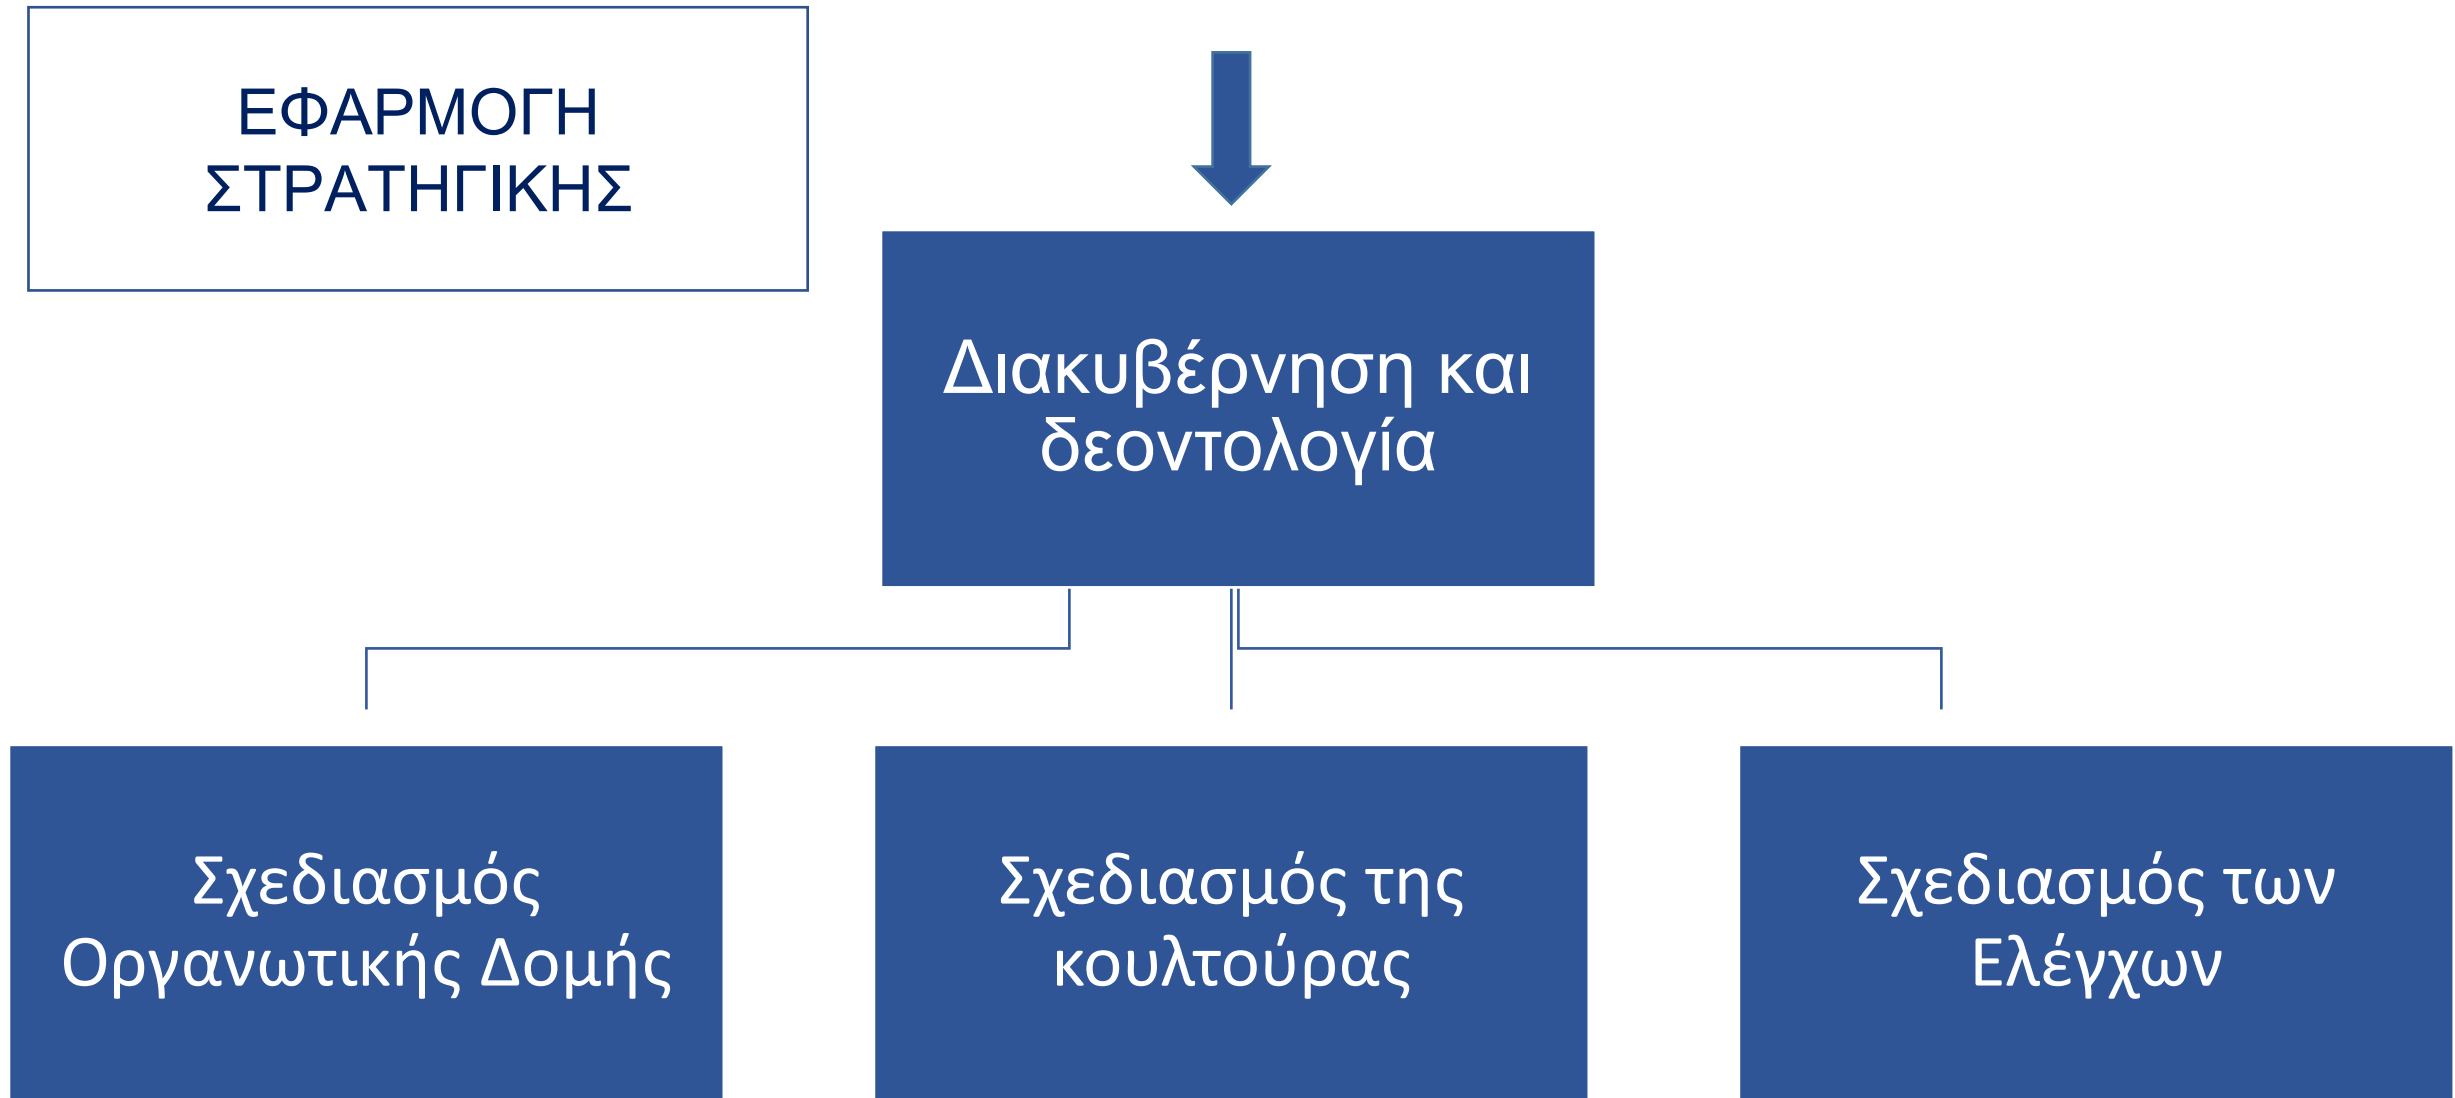 ΕΦΑΡΜΟΓΗ
ΣΤΡΑΤΗΓΙΚΗΣ
Διακυβέρνηση και
δεοντολογία
Σχεδιασμός
Οργανωτικής Δομής
Σχεδιασμός της
κουλτούρας
Σχεδιασμός των
Ελέγχων